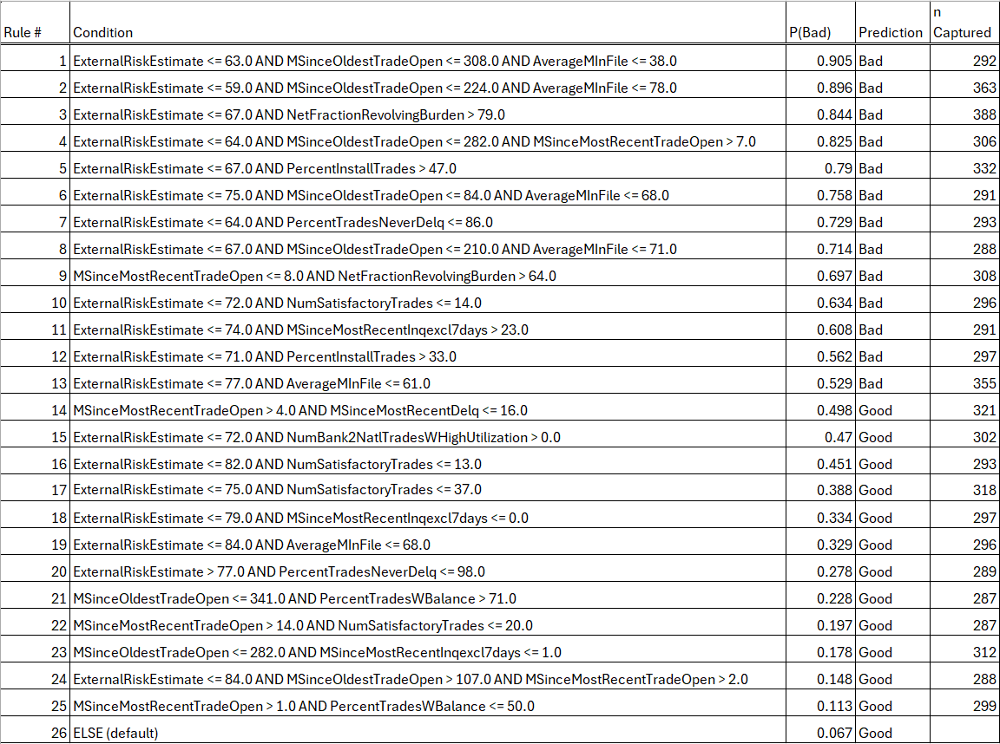 n
Rule # Condition P(Bad) Prediction Captured
1 ExternalRiskEstimate <= 63.0 AND MSinceOldestTradeOpen <= 308.0 AND AverageMInFile <= 38.0 0.905 Bad 292
2 ExternalRiskEstimate <= 59.0 AND MSinceOldestTradeOpen <= 224.0 AND AverageMInFile <= 78.0 0.896 Bad 363
3 ExternalRiskEstimate <= 67.0 AND NetFractionRevolvingBurden > 79.0 0.844 Bad 388
4 ExternalRiskEstimate <= 64.0 AND MSinceOldestTradeOpen <= 282.0 AND MSinceMostRecentTradeOpen > 7.0 0.825 Bad 306
5 ExternalRiskEstimate <= 67.0 AND PercentInstallTrades > 47.0 0.79 Bad 332
6 ExternalRiskEstimate <= 75.0 AND MSinceOldestTradeOpen <= 84.0 AND AverageMInFile <= 68.0 0.758 Bad 291
7 ExternalRiskEstimate <= 64.0 AND PercentTradesNeverDelq <= 86.0 0.729 Bad 293
8 ExternalRiskEstimate <= 67.0 AND MSinceOldestTradeOpen <= 210.0 AND AverageMInFile <= 71.0 0.714 Bad 288
9 MSinceMostRecentTradeOpen <= 8.0 AND NetFractionRevolvingBurden > 64.0 0.697 Bad 308
10 ExternalRiskEstimate <= 72.0 AND NumSatisfactoryTrades <= 14.0 0.634 Bad 296
11 ExternalRiskEstimate <= 74.0 AND MSinceMostRecentInqexcl7days > 23.0 0.608 Bad 291
12 ExternalRiskEstimate <= 71.0 AND PercentInstallTrades > 33.0 0.562 Bad 297
13 ExternalRiskEstimate <= 77.0 AND AverageMInFile <= 61.0 0.529 Bad 355
14 MSinceMostRecentTradeOpen > 4.0 AND MSinceMostRecentDelq <= 16.0 0.498 Good 321
15 ExternalRiskEstimate <= 72.0 AND NumBank2NatlTradesWHighUtilization > 0.0 0.47 Good 302
16 ExternalRiskEstimate <= 82.0 AND NumSatisfactoryTrades <= 13.0 0.451 Good 293
17 ExternalRiskEstimate <= 75.0 AND NumSatisfactoryTrades <= 37.0 0.388 Good 318
18 ExternalRiskEstimate <= 79.0 AND MSinceMostRecentInqexcl7days <= 0.0 0.334 Good 297
19 ExternalRiskEstimate <= 84.0 AND AverageMInFile <= 68.0 0.329 Good 296
20 ExternalRiskEstimate > 77.0 AND PercentTradesNeverDelq <= 98.0 0.278 Good 289
21 MSinceOldestTradeOpen <= 341.0 AND PercentTradesWBalance > 71.0 0.228 Good 287
22 MSinceMostRecentTradeOpen > 14.0 AND NumSatisfactoryTrades <= 20.0 0.197 Good 287
23 MSinceOldestTradeOpen <= 282.0 AND MSinceMostRecentInqexcl7days <= 1.0 0.178 Good 312
24 ExternalRiskEstimate <= 84.0 AND MSinceOldestTradeOpen > 107.0 AND MSinceMostRecentTradeOpen > 2.0 0.148 Good 288
25 MSinceMostRecentTradeOpen > 1.0 AND PercentTradesWBalance <= 50.0 0.113 Good 299
26 ELSE (default) 0.067 Good